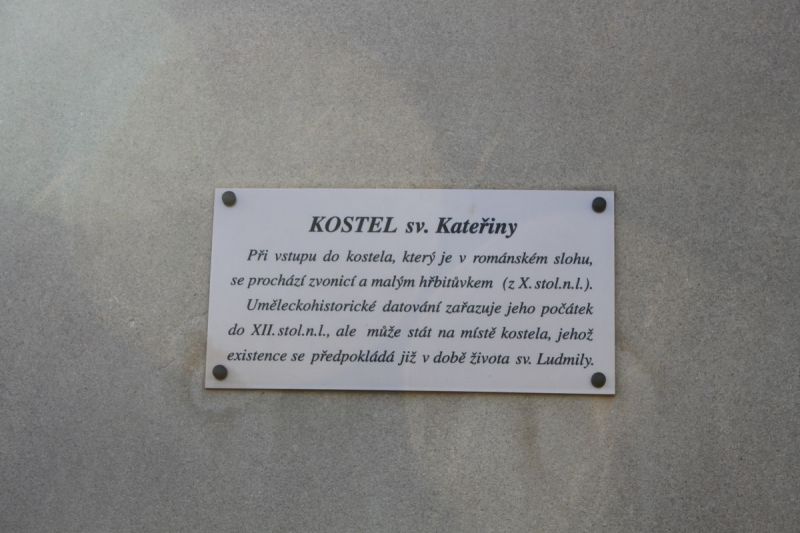 KOSTEL sv. Kateřiny
Při vstupu do kostela, který je v románském slohu,
se prochází zvonicí a malým hřbitůvkem (z X. stol.n.l.).
Uměleckohistorické datování zařazuje jeho počátek
do XII. stol.n.l., ale může stát na místě kostela, jehož
existence se předpokládá již v době života sv. Ludmily.